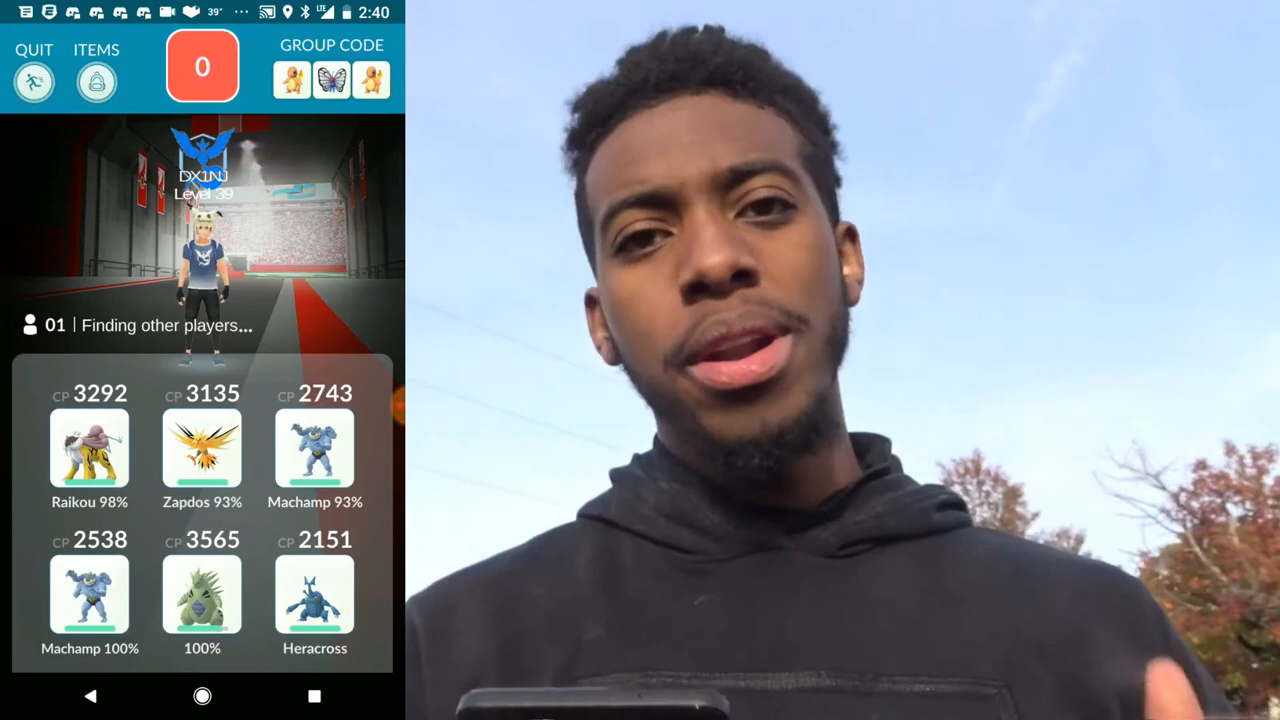 39° ... LTE 2:40
QUIT ITEMS 0 GROUP CODE
DX1NJ
Level 39
01 | Finding other players...
CP 3292 CP 3135 CP 2743
Raikou 98% Zapdos 93% Machamp 93%
CP 2538 CP 3565 CP 2151
Machamp 100% 100% Heracross